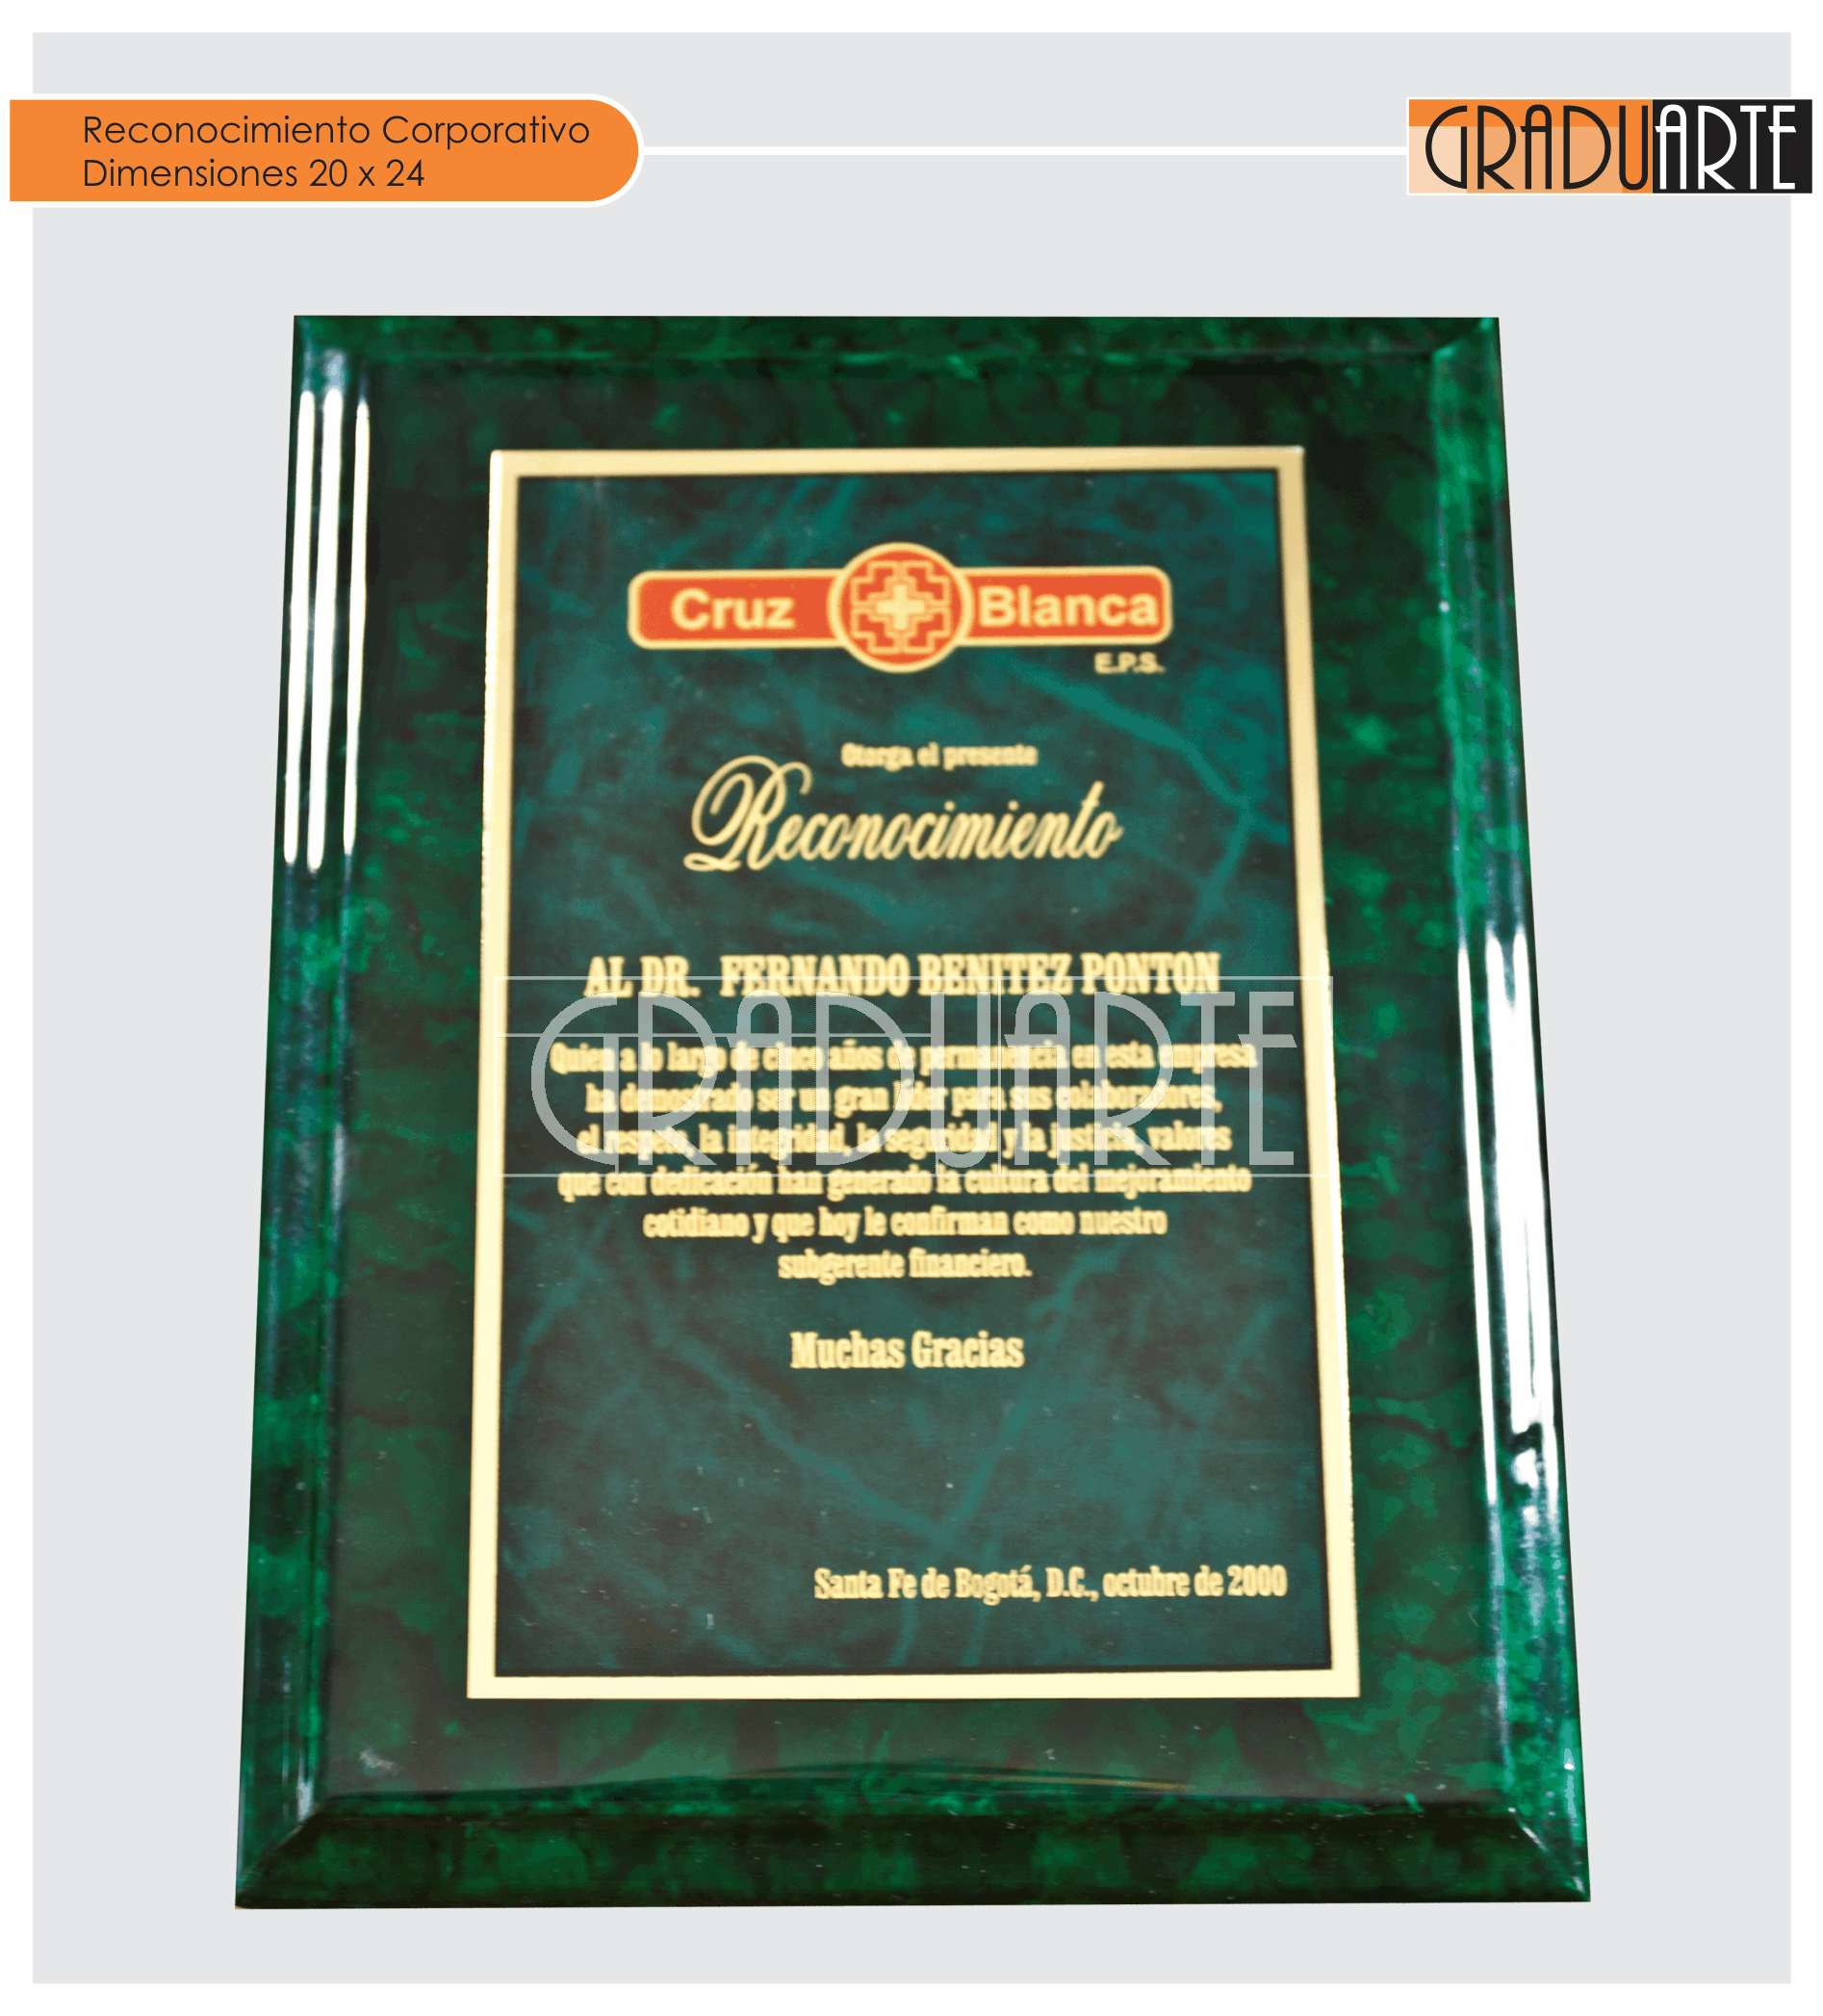 Reconocimiento Corporativo
Dimensiones 20 x 24
GRADUARTE
Cruz Blanca
E.P.S.
Otorga el presente
Reconocimiento
AL DR. FERNANDO BENITEZ PONTON
GRADUARTE
Quien a lo largo de cinco años de permanencia en esta empresa
ha demostrado ser un gran líder para sus colaboradores,
el respeto, la integridad, la seguridad y la justicia, valores
que con dedicación han generado la cultura del mejoramiento
cotidiano y que hoy le confirman como nuestro
subgerente financiero.
Muchas Gracias
Santa Fe de Bogotá, D.C., octubre de 2000